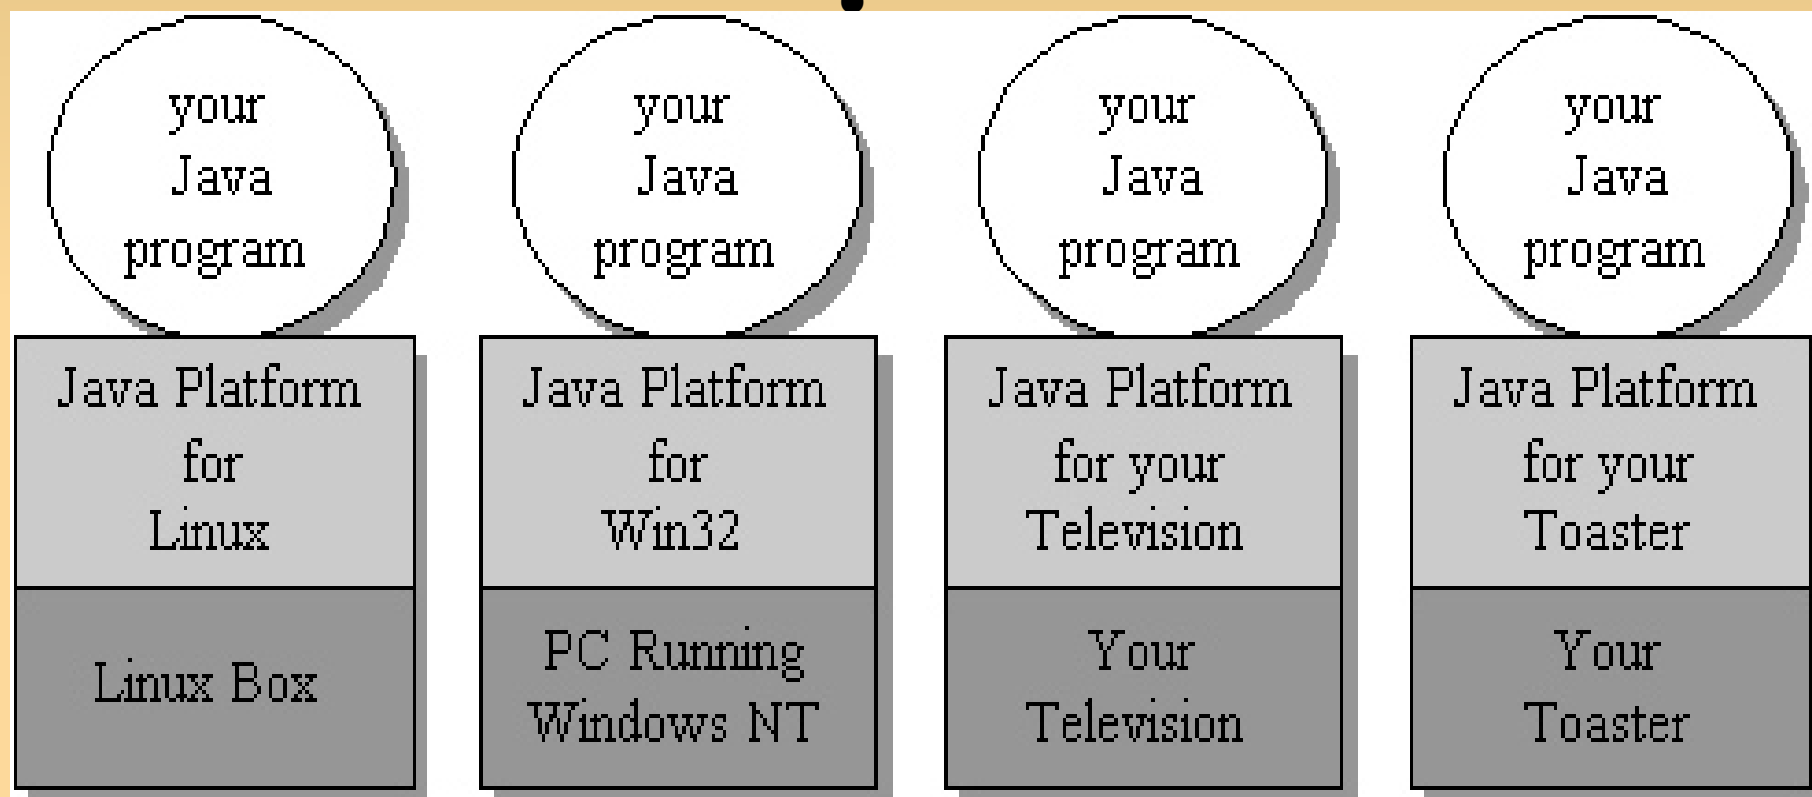 your
Java
program
Java Platform
for
Linux
Linux Box
your
Java
program
Java Platform
for
Win32
PC Running
Windows NT
your
Java
program
Java Platform
for your
Television
Your
Television
your
Java
program
Java Platform
for your
Toaster
Your
Toaster